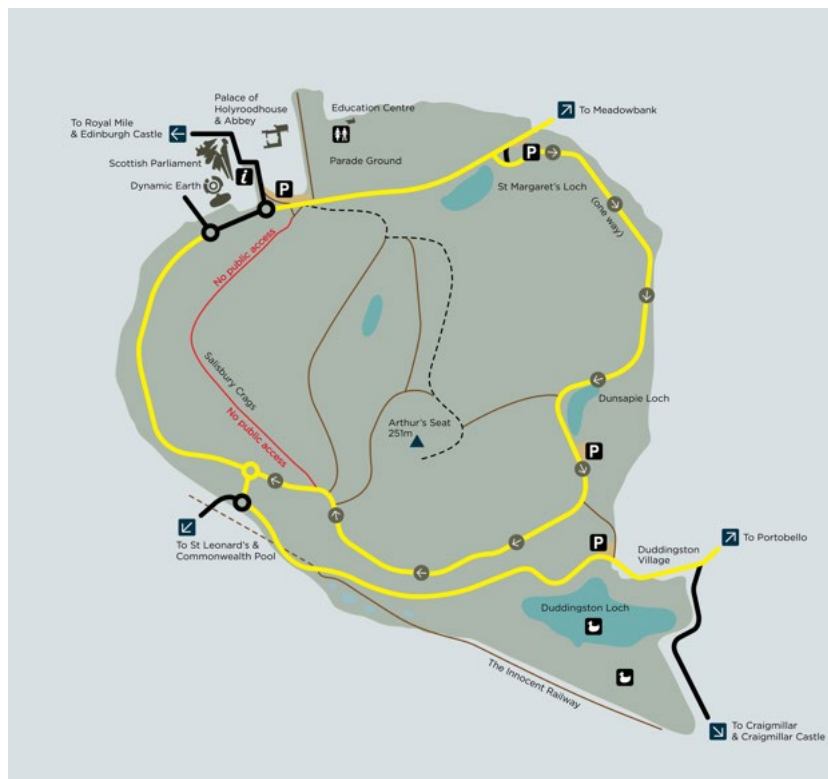 Palace of
Holyroodhouse
& Abbey
Education Centre
To Meadowbank
To Royal Mile
& Edinburgh Castle
Scottish Parliament
i
P
Parade Ground
P
Dynamic Earth
St Margaret's Loch
(one way)
No public access
Salisbury Crags
No public access
Dunsapie Loch
Arthur's Seat
251m
P
To St Leonard's &
Commonwealth Pool
P
Duddingston
Village
To Portobello
Duddingston Loch
The Innocent Railway
To Craigmillar
& Craigmillar Castle